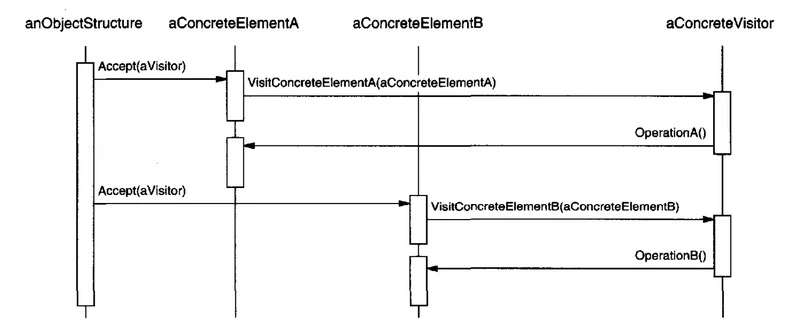 anObjectStructure aConcreteElementA aConcreteElementB aConcreteVisitor
Accept(aVisitor)
VisitConcreteElementA(aConcreteElementA)
OperationA()
Accept(aVisitor)
VisitConcreteElementB(aConcreteElementB)
OperationB()